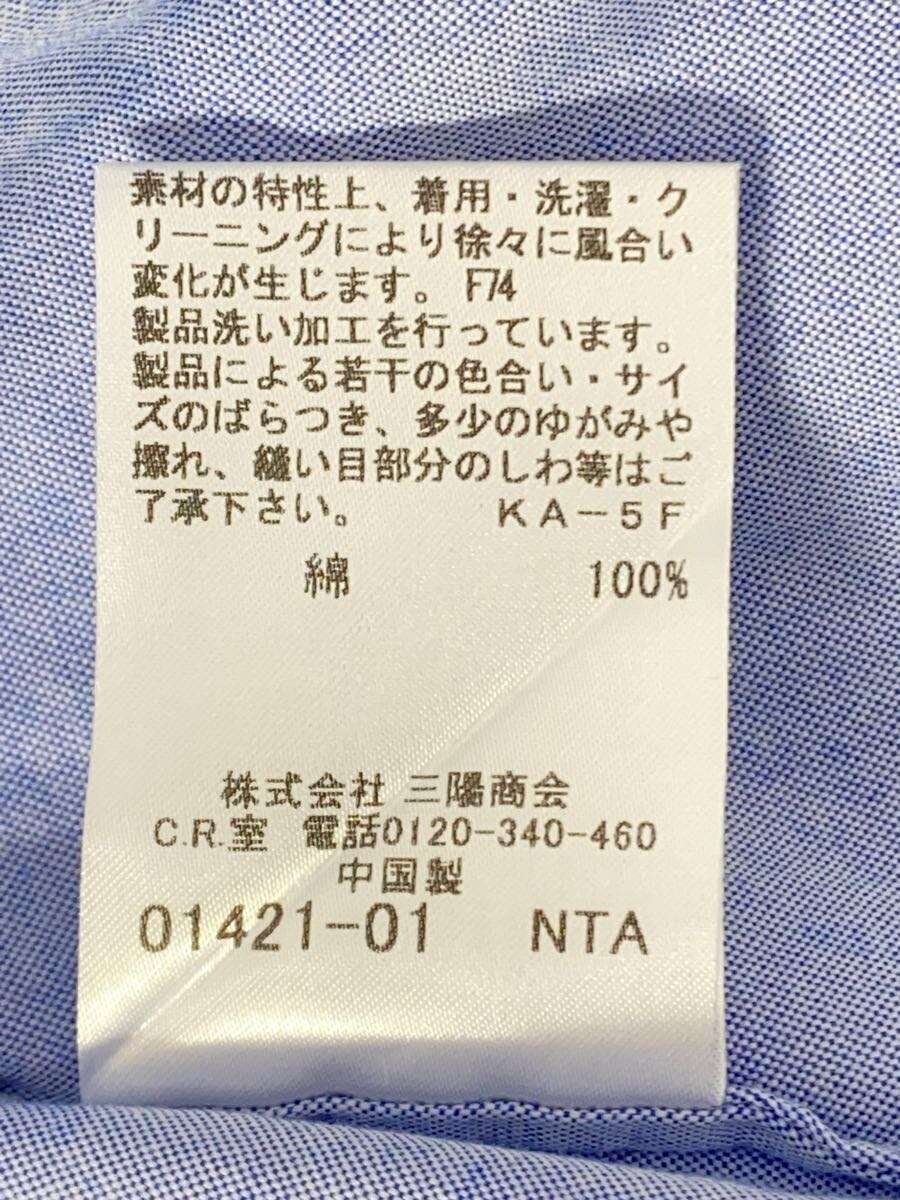 素材の特性上、着用・洗濯・ク
リーニングにより徐々に風合い
変化が生じます。F74
製品洗い加工を行っています。
製品による若干の色合い・サイ
ズのばらつき、多少のゆがみや
擦れ、縫い目部分のしわ等はご
了承下さい。 KA-5F
綿 100%
株式会社 三陽商会
C.R.室 電話0120-340-460
中国製
01421-01 NTA